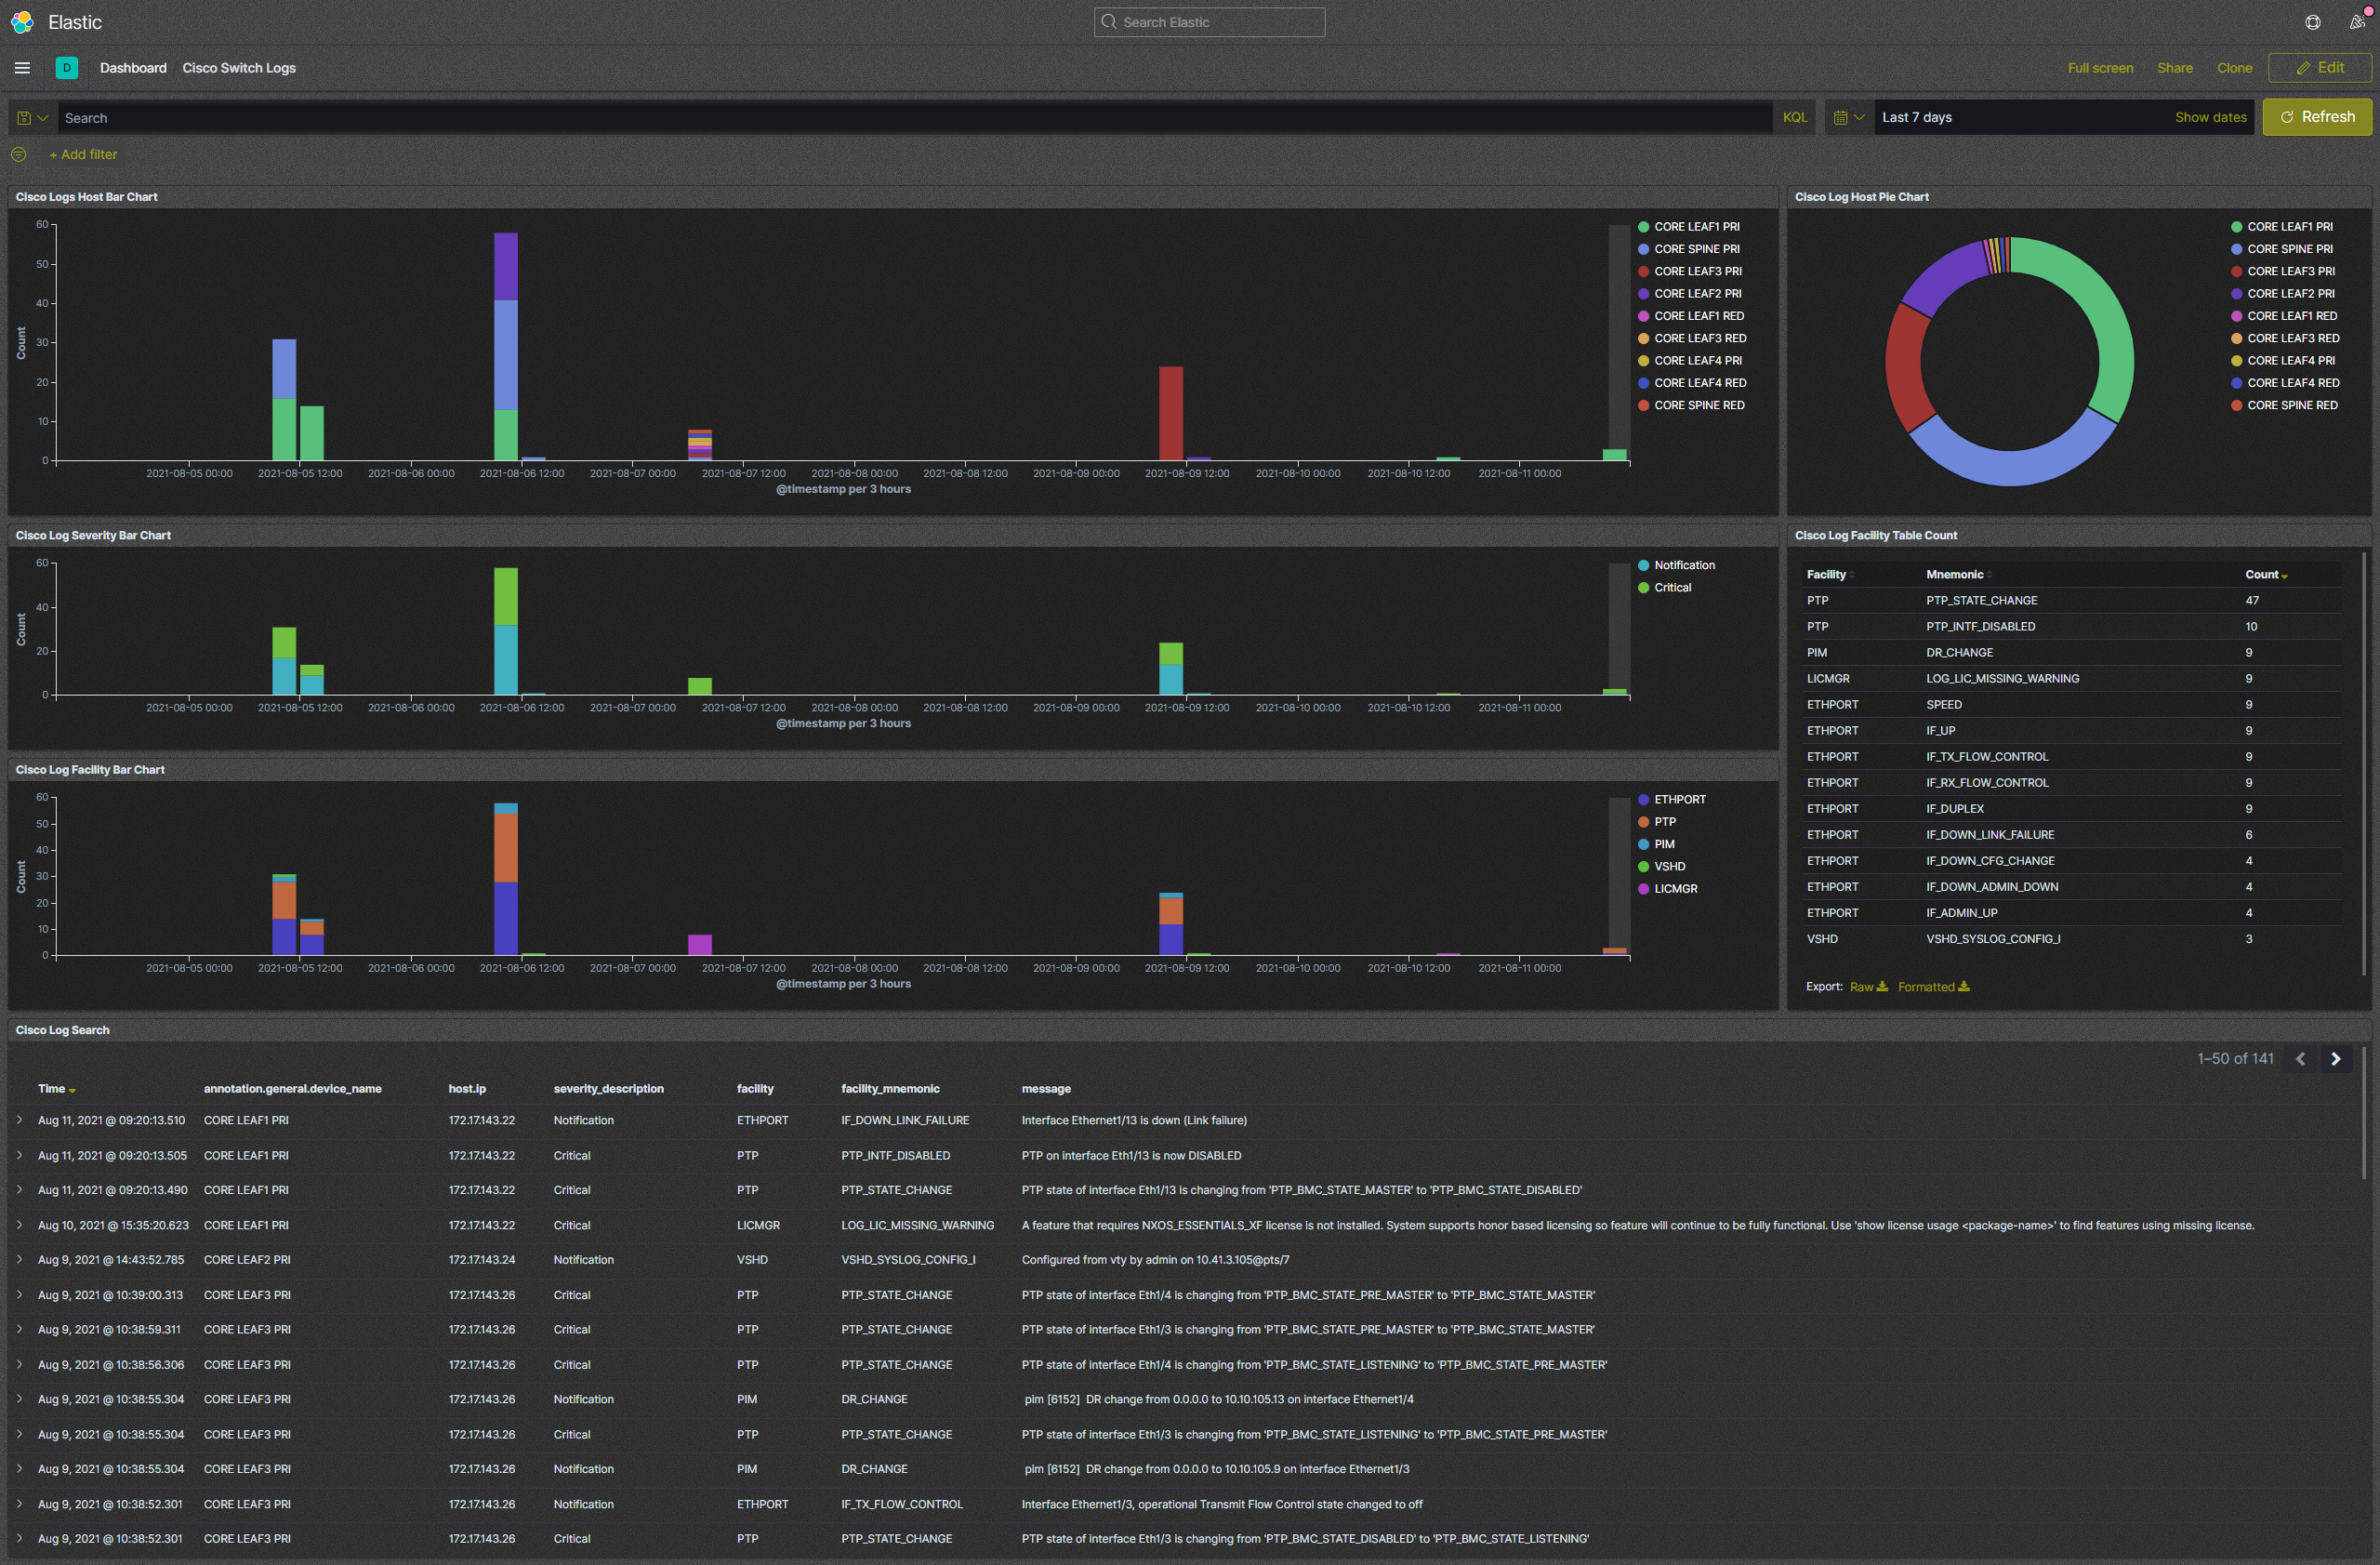 Elastic
Search Elastic
D Dashboard Cisco Switch Logs Full screen Share Clone Edit
Search KQL Last 7 days Show dates Refresh
+ Add filter
Cisco Logs Host Bar Chart
60
50
40
30
20
10
0
Count
2021-08-05 00:00 2021-08-05 12:00 2021-08-06 00:00 2021-08-06 12:00 2021-08-07 00:00 2021-08-07 12:00 2021-08-08 00:00 2021-08-08 12:00 2021-08-09 00:00 2021-08-09 12:00 2021-08-10 00:00 2021-08-10 12:00 2021-08-11 00:00
@timestamp per 3 hours
CORE LEAF1 PRI
CORE SPINE PRI
CORE LEAF3 PRI
CORE LEAF2 PRI
CORE LEAF1 RED
CORE LEAF3 RED
CORE LEAF4 PRI
CORE LEAF4 RED
CORE SPINE RED
Cisco Log Host Pie Chart
CORE LEAF1 PRI
CORE SPINE PRI
CORE LEAF3 PRI
CORE LEAF2 PRI
CORE LEAF1 RED
CORE LEAF3 RED
CORE LEAF4 PRI
CORE LEAF4 RED
CORE SPINE RED
Cisco Log Severity Bar Chart
60
40
20
0
Count
2021-08-05 00:00 2021-08-05 12:00 2021-08-06 00:00 2021-08-06 12:00 2021-08-07 00:00 2021-08-07 12:00 2021-08-08 00:00 2021-08-08 12:00 2021-08-09 00:00 2021-08-09 12:00 2021-08-10 00:00 2021-08-10 12:00 2021-08-11 00:00
@timestamp per 3 hours
Notification
Critical
Cisco Log Facility Bar Chart
60
50
40
30
20
10
0
Count
2021-08-05 00:00 2021-08-05 12:00 2021-08-06 00:00 2021-08-06 12:00 2021-08-07 00:00 2021-08-07 12:00 2021-08-08 00:00 2021-08-08 12:00 2021-08-09 00:00 2021-08-09 12:00 2021-08-10 00:00 2021-08-10 12:00 2021-08-11 00:00
@timestamp per 3 hours
ETHPORT
PTP
PIM
VSHD
LICMGR
Cisco Log Facility Table Count
Facility Mnemonic Count
PTP PTP_STATE_CHANGE 47
PTP PTP_INTF_DISABLED 10
PIM DR_CHANGE 9
LICMGR LOG_LIC_MISSING_WARNING 9
ETHPORT SPEED 9
ETHPORT IF_UP 9
ETHPORT IF_TX_FLOW_CONTROL 9
ETHPORT IF_RX_FLOW_CONTROL 9
ETHPORT IF_DUPLEX 9
ETHPORT IF_DOWN_LINK_FAILURE 6
ETHPORT IF_DOWN_CFG_CHANGE 4
ETHPORT IF_DOWN_ADMIN_DOWN 4
ETHPORT IF_ADMIN_UP 4
VSHD VSHD_SYSLOG_CONFIG_I 3
Export: Raw Formatted
Cisco Log Search
1–50 of 141
Time annotation.general.device_name host.ip severity_description facility facility_mnemonic message
Aug 11, 2021 @ 09:20:13.510 CORE LEAF1 PRI 172.17.143.22 Notification ETHPORT IF_DOWN_LINK_FAILURE Interface Ethernet1/13 is down (Link failure)
Aug 11, 2021 @ 09:20:13.505 CORE LEAF1 PRI 172.17.143.22 Critical PTP PTP_INTF_DISABLED PTP on interface Eth1/13 is now DISABLED
Aug 11, 2021 @ 09:20:13.490 CORE LEAF1 PRI 172.17.143.22 Critical PTP PTP_STATE_CHANGE PTP state of interface Eth1/13 is changing from 'PTP_BMC_STATE_MASTER' to 'PTP_BMC_STATE_DISABLED'
Aug 10, 2021 @ 15:35:20.623 CORE LEAF1 PRI 172.17.143.22 Critical LICMGR LOG_LIC_MISSING_WARNING A feature that requires NXOS_ESSENTIALS_XF license is not installed. System supports honor based licensing so feature will continue to be fully functional. Use 'show license usage <package-name>' to find features using missing license.
Aug 9, 2021 @ 14:43:52.785 CORE LEAF2 PRI 172.17.143.24 Notification VSHD VSHD_SYSLOG_CONFIG_I Configured from vty by admin on 10.41.3.105@pts/7
Aug 9, 2021 @ 10:39:00.313 CORE LEAF3 PRI 172.17.143.26 Critical PTP PTP_STATE_CHANGE PTP state of interface Eth1/4 is changing from 'PTP_BMC_STATE_PRE_MASTER' to 'PTP_BMC_STATE_MASTER'
Aug 9, 2021 @ 10:38:59.311 CORE LEAF3 PRI 172.17.143.26 Critical PTP PTP_STATE_CHANGE PTP state of interface Eth1/3 is changing from 'PTP_BMC_STATE_PRE_MASTER' to 'PTP_BMC_STATE_MASTER'
Aug 9, 2021 @ 10:38:56.306 CORE LEAF3 PRI 172.17.143.26 Critical PTP PTP_STATE_CHANGE PTP state of interface Eth1/4 is changing from 'PTP_BMC_STATE_LISTENING' to 'PTP_BMC_STATE_PRE_MASTER'
Aug 9, 2021 @ 10:38:55.304 CORE LEAF3 PRI 172.17.143.26 Notification PIM DR_CHANGE pim [6152] DR change from 0.0.0.0 to 10.10.105.13 on interface Ethernet1/4
Aug 9, 2021 @ 10:38:55.304 CORE LEAF3 PRI 172.17.143.26 Critical PTP PTP_STATE_CHANGE PTP state of interface Eth1/3 is changing from 'PTP_BMC_STATE_LISTENING' to 'PTP_BMC_STATE_PRE_MASTER'
Aug 9, 2021 @ 10:38:55.304 CORE LEAF3 PRI 172.17.143.26 Notification PIM DR_CHANGE pim [6152] DR change from 0.0.0.0 to 10.10.105.9 on interface Ethernet1/3
Aug 9, 2021 @ 10:38:52.301 CORE LEAF3 PRI 172.17.143.26 Notification ETHPORT IF_TX_FLOW_CONTROL Interface Ethernet1/3, operational Transmit Flow Control state changed to off
Aug 9, 2021 @ 10:38:52.301 CORE LEAF3 PRI 172.17.143.26 Critical PTP PTP_STATE_CHANGE PTP state of interface Eth1/3 is changing from 'PTP_BMC_STATE_DISABLED' to 'PTP_BMC_STATE_LISTENING'